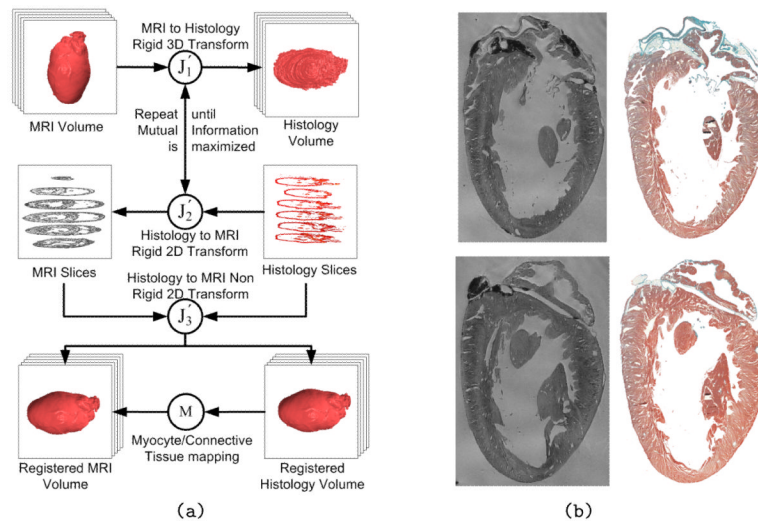 MRI to Histology
Rigid 3D Transform
J′1
MRI Volume
Repeat until
Mutual Information
is maximized
Histology
Volume
J′2
Histology to MRI
Rigid 2D Transform
MRI Slices
Histology Slices
Histology to MRI Non
Rigid 2D Transform
J′3
M
Myocyte/Connective
Tissue mapping
Registered MRI
Volume
Registered
Histology Volume
(a)
(b)